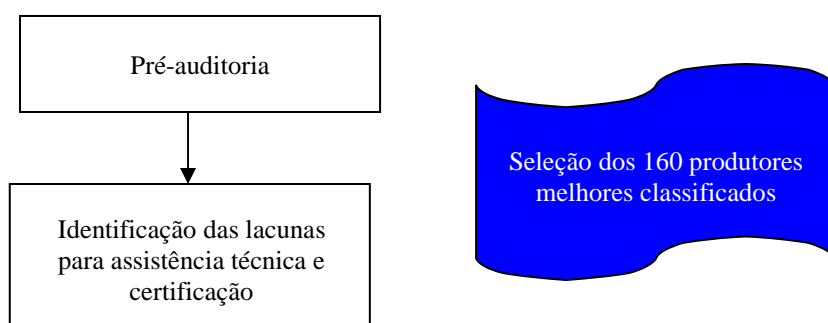 Pré-auditoria
Identificação das lacunas
para assistência técnica e
certificação
Seleção dos 160 produtores
melhores classificados